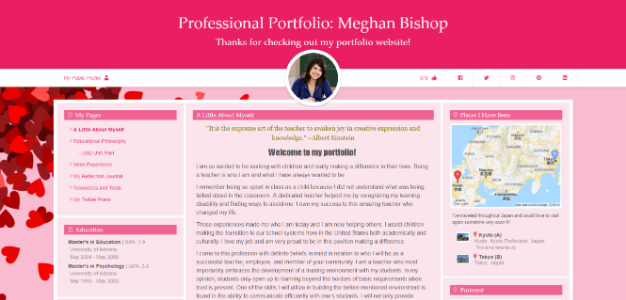 Professional Portfolio: Meghan Bishop
Thanks for checking out my portfolio website!
My Public Profile
My Pages
A Little About Myself
Educational Philosophy
Work Experience
My Reflection Journal
Resources and Tools
My Twitter Feeds
Education
Master's in Education | GPA: 3.9
University of Arizona
Sep 2004 - May 2006
Master's in Psychology | GPA: 3.8
University of Arizona
Sep 1998 - May 2003
A Little About Myself
"It is the supreme art of the teacher to awaken joy in creative expression and
knowledge." --Albert Einstein
Welcome to my portfolio!
I am so excited to be working with children and really making a difference in their lives. Being
a teacher is who I am and what I have always wanted to be.
I remember being so upset in class as a child because I did not understand what was being
talked about in the classroom. A dedicated teacher helped me by recognizing my learning
disability and finding ways to assist me. I owe my success to this amazing teacher who
changed my life.
Those experiences made me who I am today and I am now helping others. I assist children
making the transition to our school systems here in the United States both academically and
culturally. I love my job and am very proud to be in this position making a difference.
I came to this profession with definite beliefs in mind in relation to who I will be as a
successful teacher, employee, and member of your community. I am a teacher who most
importantly embraces the development of a trusting environment with my students. In my
opinion, students only open up to learning beyond the borders of basic requirements when
trust is present. One of the skills I will utilize in building the before-mentioned environment is
found in the ability to communicate efficiently with one's students. I will not only provide
Places I Have Been
I've traveled throughout Japan and would love to visit
again sometime very soon!!!
Kyoto (A)
Kyoto, Kyoto Prefecture, Japan
Tokyo (B)
Tokyo, Japan
Pinterest